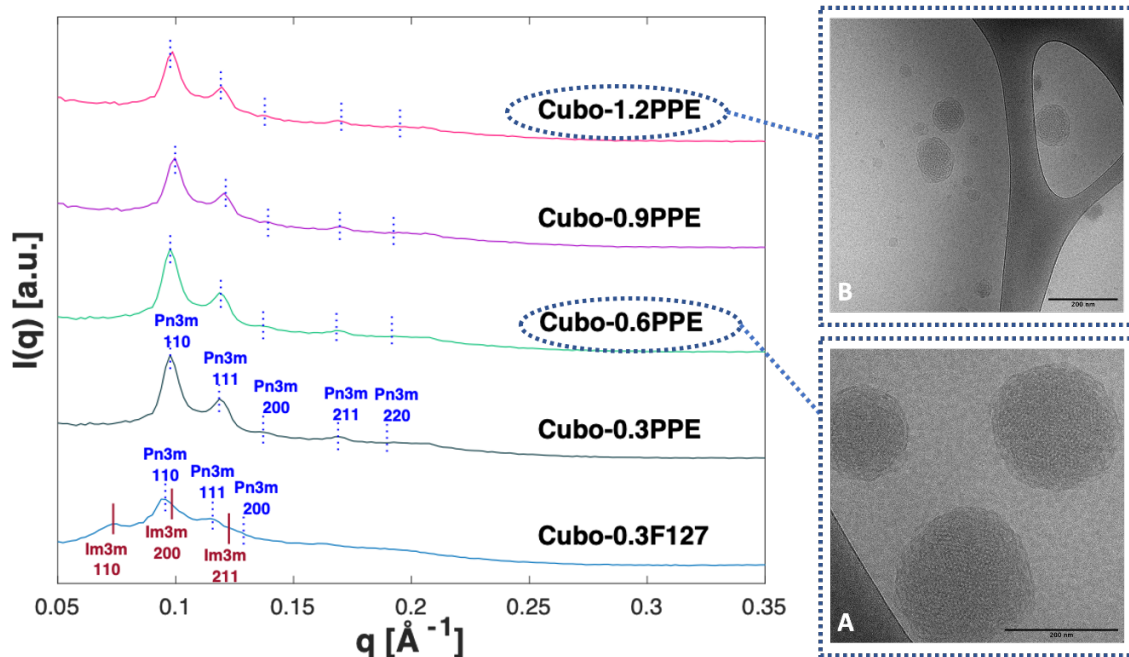 I(q) [a.u.]
Cubo-1.2PPE
Cubo-0.9PPE
Cubo-0.6PPE
Pn3m
110
Pn3m
111
Pn3m
200
Pn3m
211
Pn3m
220
Cubo-0.3PPE
Pn3m
110
Pn3m
111
Pn3m
200
Cubo-0.3F127
Im3m
110
Im3m
200
Im3m
211
0.05 0.1 0.15 0.2 0.25 0.3 0.35
q [Å⁻¹]
B
200 nm
A
200 nm